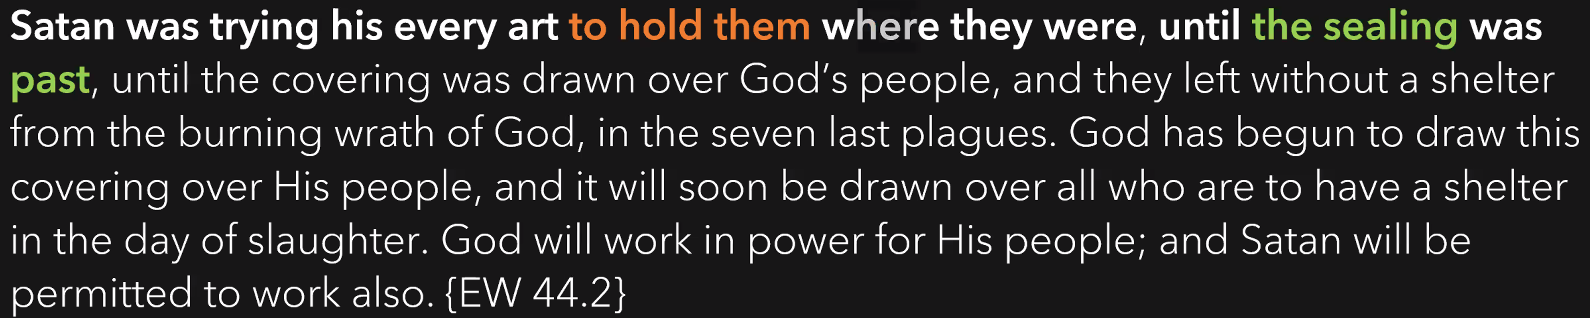 Satan was trying his every art to hold them where they were, until the sealing was
past, until the covering was drawn over God’s people, and they left without a shelter
from the burning wrath of God, in the seven last plagues. God has begun to draw this
covering over His people, and it will soon be drawn over all who are to have a shelter
in the day of slaughter. God will work in power for His people; and Satan will be
permitted to work also. {EW 44.2}